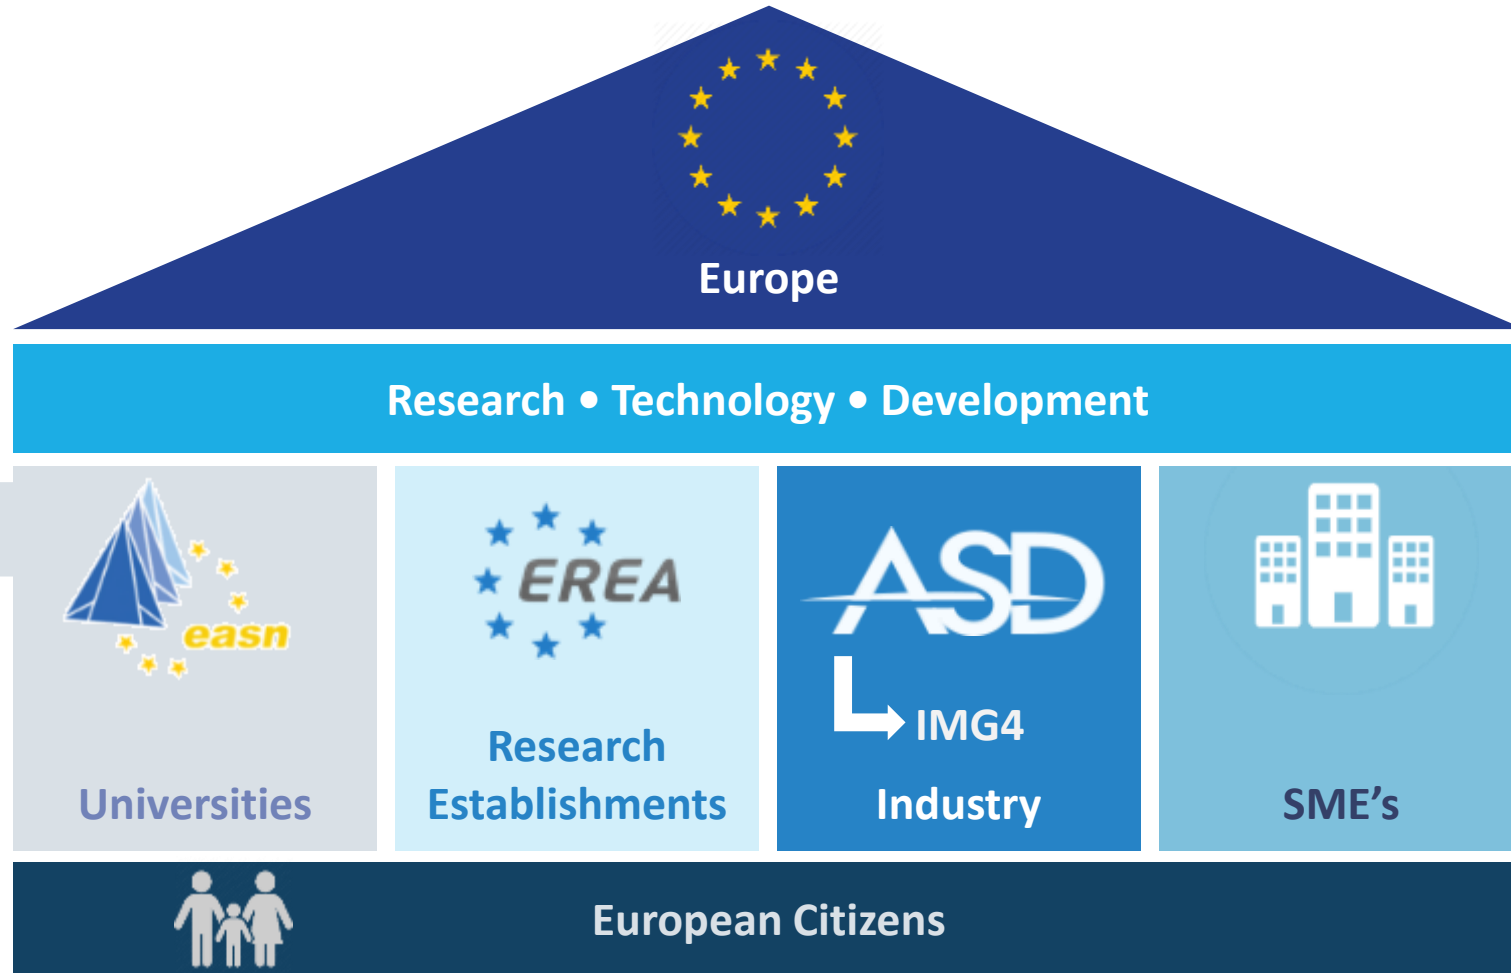 Europe
Research • Technology • Development
easn
Universities
EREA
Research
Establishments
ASD
IMG4
Industry
SME’s
European Citizens